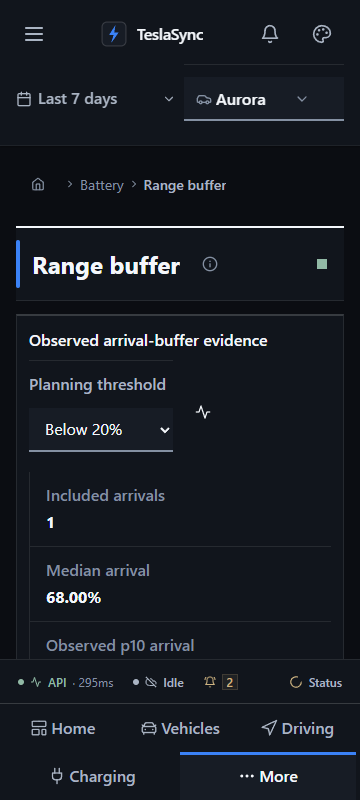 TeslaSync
Last 7 days
Aurora
Battery
Range buffer
Range buffer
Observed arrival-buffer evidence
Planning threshold
Below 20%
Included arrivals
1
Median arrival
68.00%
Observed p10 arrival
API · 295ms
Idle
2
Status
Home
Vehicles
Driving
Charging
More